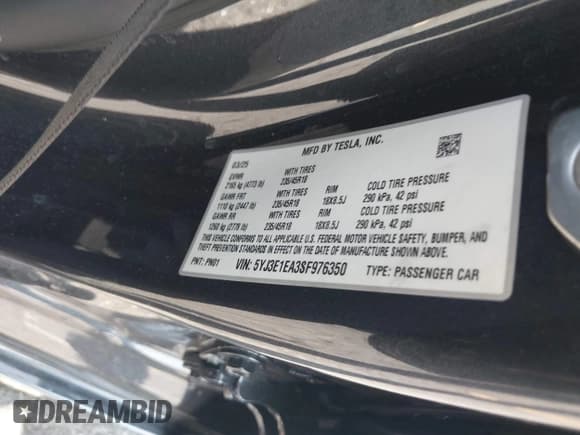 MFD BY TESLA, INC.
03/25
GVWR WITH TIRES
2165 kg (4773 lb) 235/45R18
GAWR FRT WITH TIRES RIM COLD TIRE PRESSURE
1110 kg (2447 lb) 235/45R18 18X8.5J 290 kPa, 42 psi
GAWR RR WITH TIRES RIM COLD TIRE PRESSURE
1260 kg (2778 lb) 235/45R18 18X8.5J 290 kPa, 42 psi
THIS VEHICLE CONFORMS TO ALL APPLICABLE U.S. FEDERAL MOTOR VEHICLE SAFETY, BUMPER, AND
THEFT PREVENTION STANDARDS IN EFFECT ON THE DATE OF MANUFACTURE SHOWN ABOVE.
PNT: PN01 VIN: 5YJ3E1EA3SF976350 TYPE: PASSENGER CAR
DREAMBID